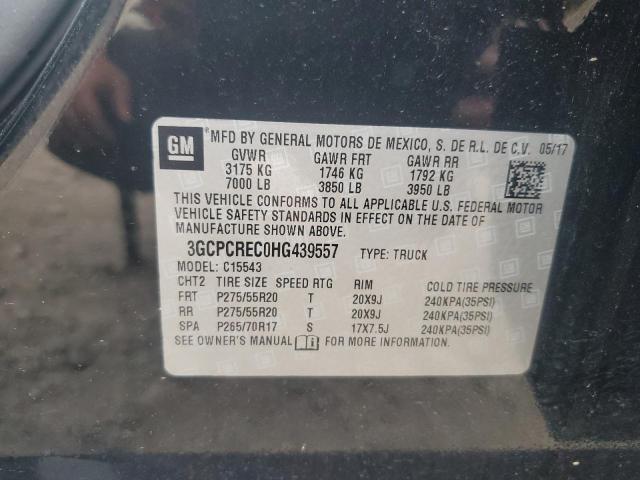 GM
*MFD BY GENERAL MOTORS DE MEXICO, S. DE R.L. DE C.V. 05/17
GVWR GAWR FRT GAWR RR
3175 KG 1746 KG 1792 KG
7000 LB 3850 LB 3950 LB
THIS VEHICLE CONFORMS TO ALL APPLICABLE U.S. FEDERAL MOTOR
VEHICLE SAFETY STANDARDS IN EFFECT ON THE DATE OF
MANUFACTURE SHOWN ABOVE.
3GCPCREC0HG439557 TYPE: TRUCK
MODEL: C15543
CHT2 TIRE SIZE SPEED RTG RIM COLD TIRE PRESSURE
FRT P275/55R20 T 20X9J 240KPA(35PSI)
RR P275/55R20 T 20X9J 240KPA(35PSI)
SPA P265/70R17 S 17X7.5J 240KPA(35PSI)
SEE OWNER'S MANUAL FOR MORE INFORMATION.